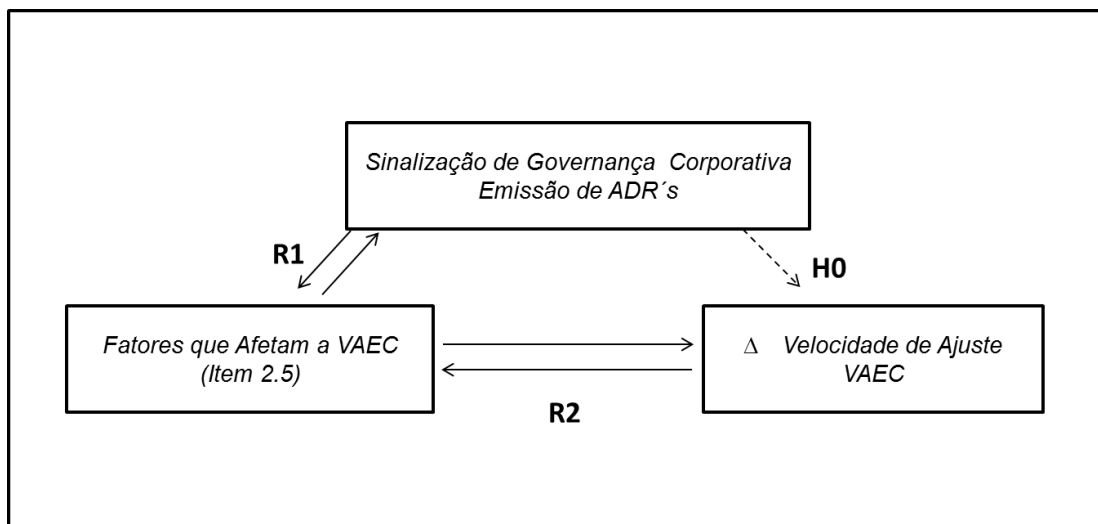 Sinalização de Governança Corporativa
Emissão de ADR´s
R1
H0
Fatores que Afetam a VAEC
(Item 2.5)
∆ Velocidade de Ajuste
VAEC
R2